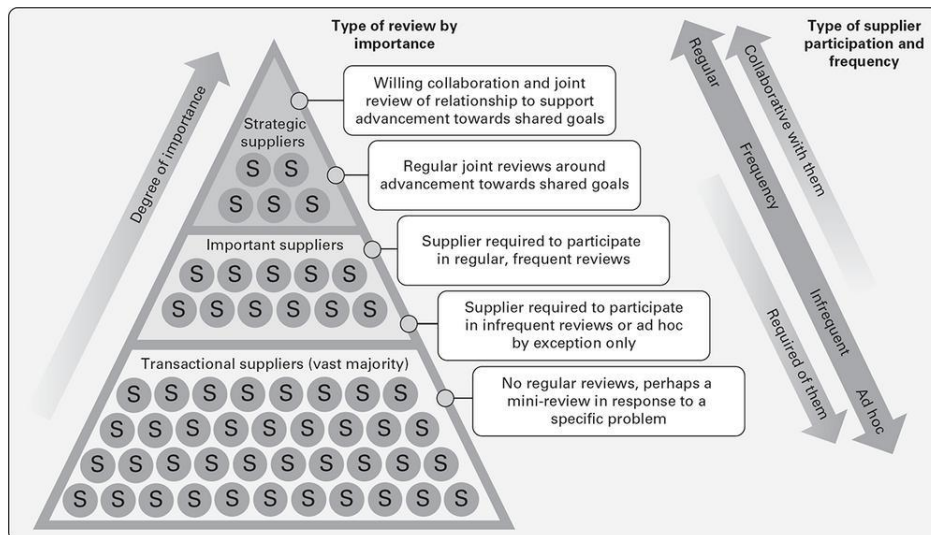 Type of review by
importance
Type of supplier
participation and
frequency
Degree of importance
Willing collaboration and joint
review of relationship to support
advancement towards shared goals
Strategic
suppliers
S S
S S S
Regular joint reviews around
advancement towards shared goals
Important suppliers
S S S S S
S S S S S S
Supplier required to participate
in regular, frequent reviews
Supplier required to participate
in infrequent reviews or ad hoc
by exception only
Transactional suppliers (vast majority)
S S S S S S S S
S S S S S S S S S
S S S S S S S S S S
S S S S S S S S S S S
No regular reviews, perhaps a
mini-review in response to a
specific problem
Regular
Frequency
Infrequent
Ad hoc
Collaborative with them
Required of them